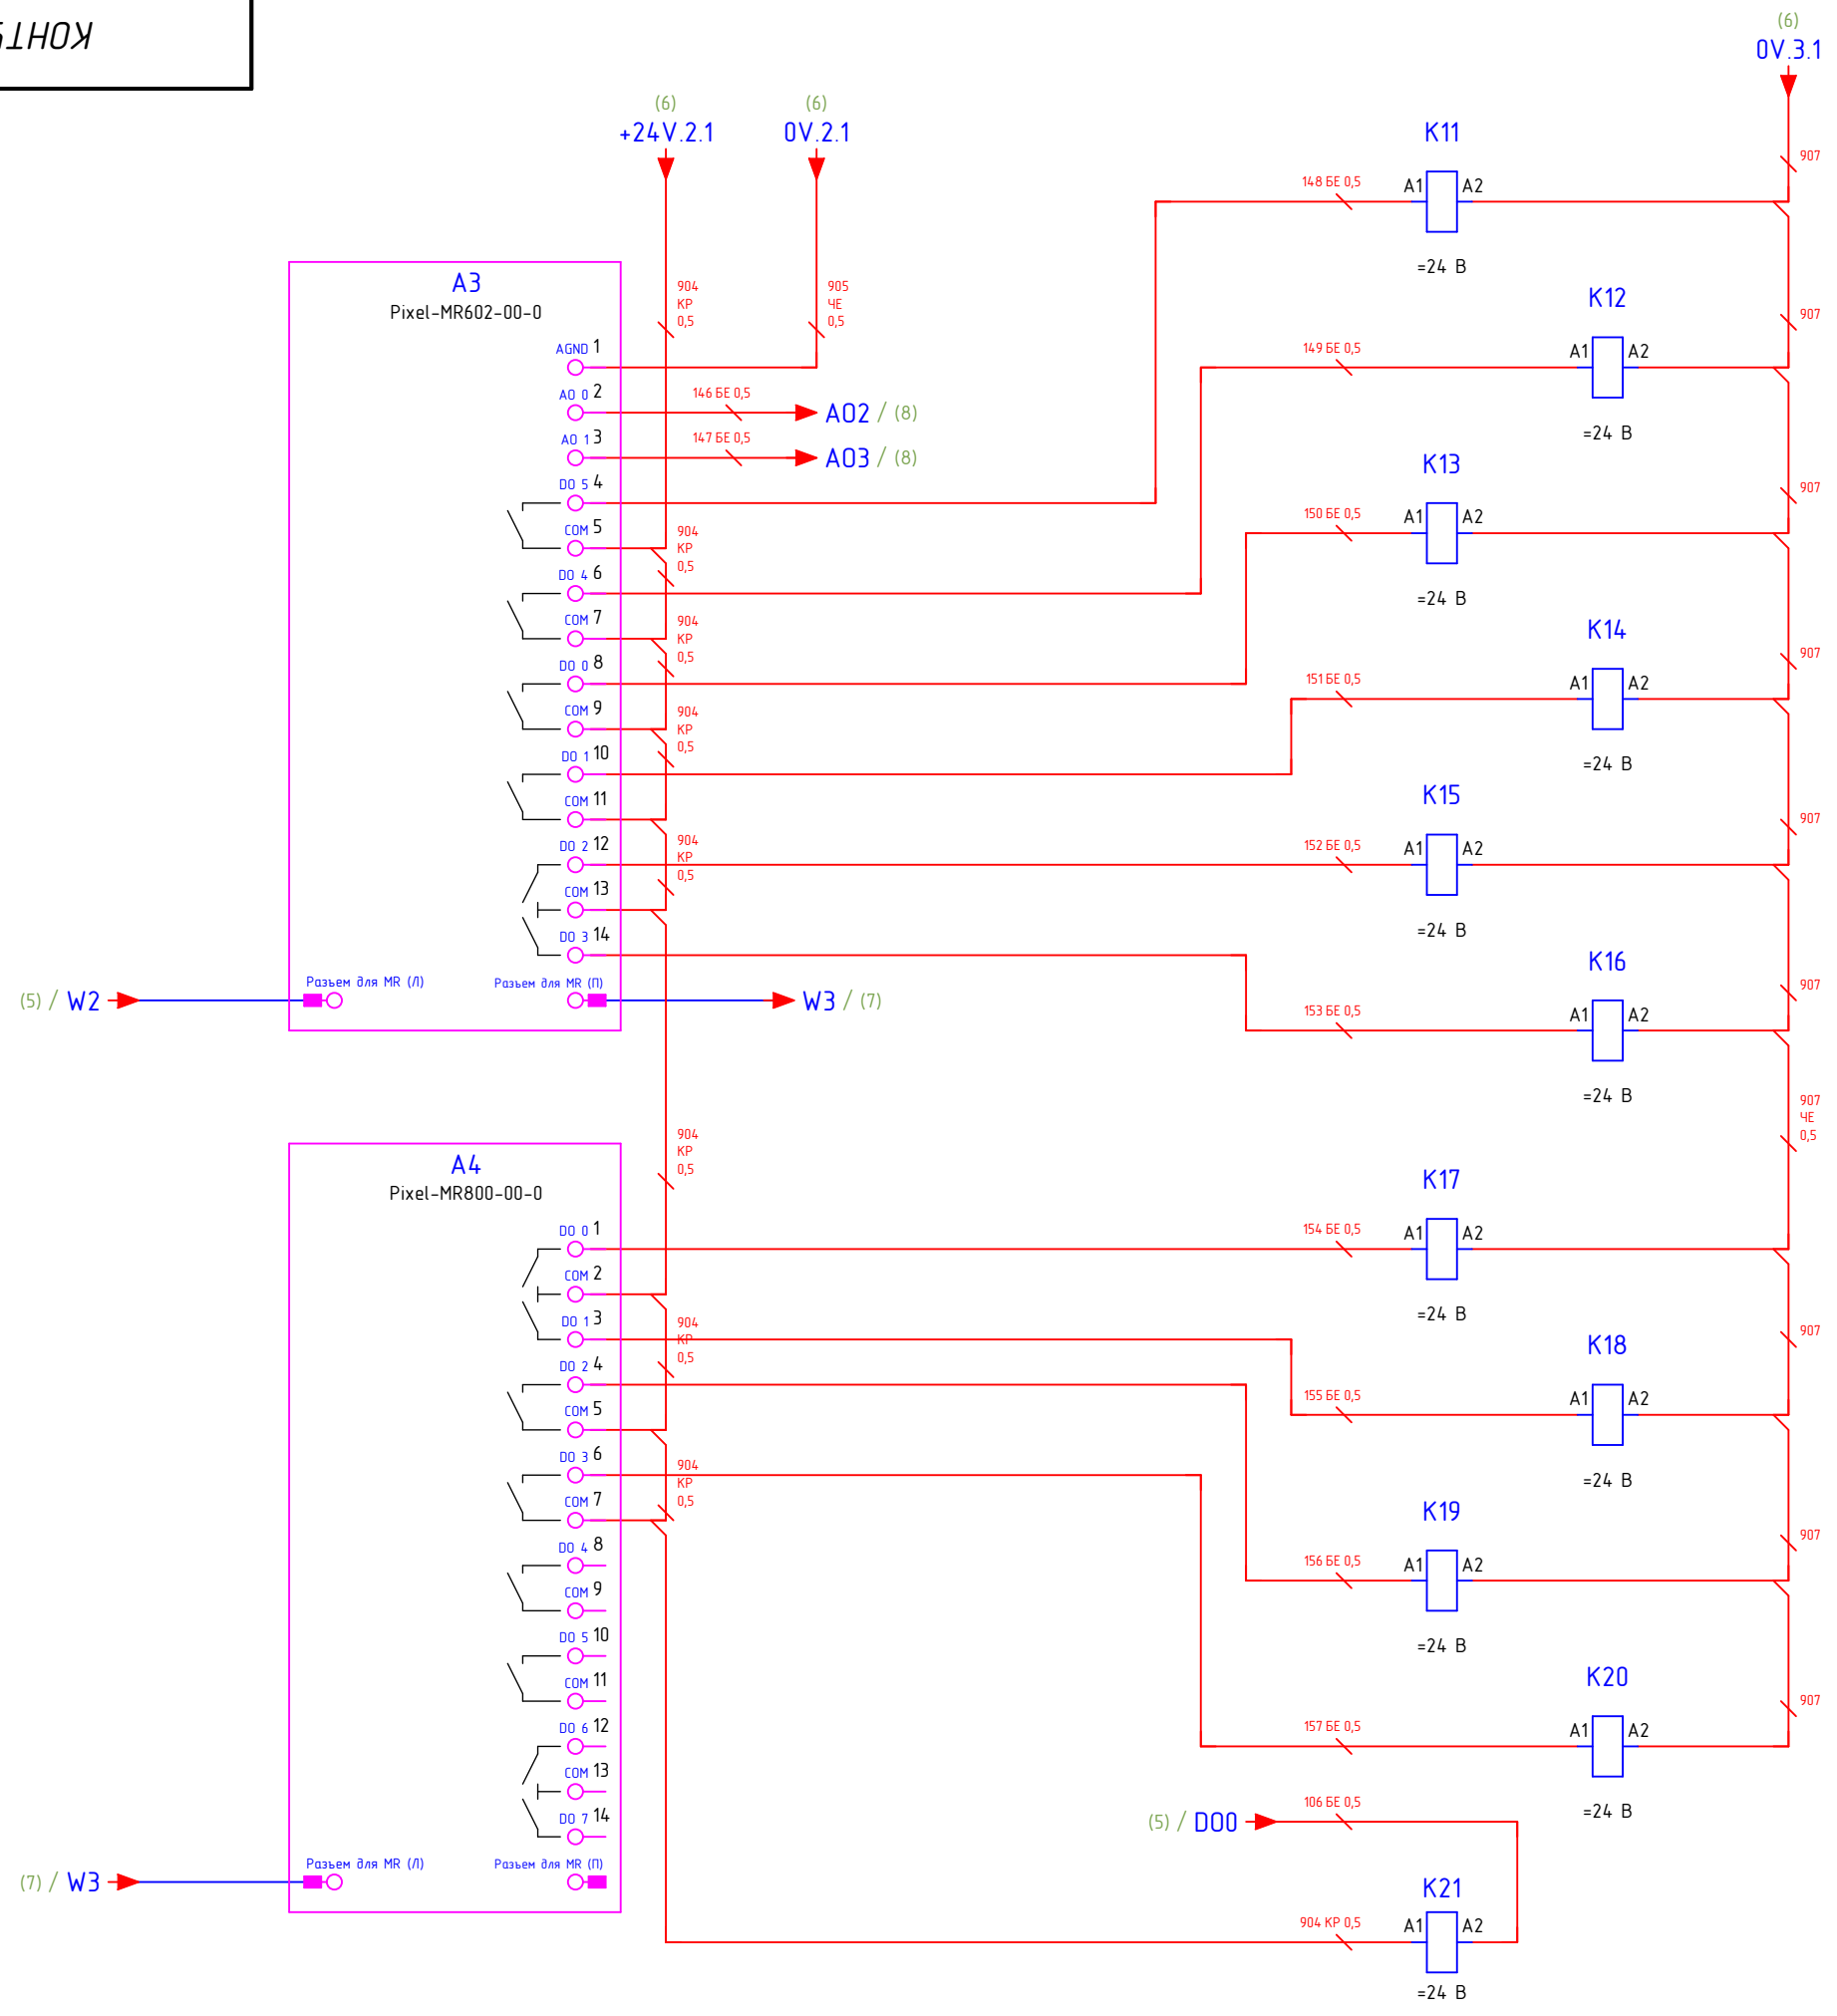 (6)
0V.3.1
(6)
+24V.2.1
(6)
0V.2.1
907
K11
148 БЕ 0,5
A1
A2
=24 В
A3
Pixel-MR602-00-0
904
КР
0,5
905
ЧЕ
0,5
K12
907
AGND 1
149 БЕ 0,5
A1
A2
=24 В
AO 0 2
146 БЕ 0,5
AO2 / (8)
AO 1 3
147 БЕ 0,5
AO3 / (8)
K13
907
DO 5 4
150 БЕ 0,5
A1
A2
=24 В
COM 5
904
КР
0,5
DO 4 6
COM 7
904
КР
0,5
K14
907
DO 0 8
151 БЕ 0,5
A1
A2
=24 В
COM 9
904
КР
0,5
DO 1 10
COM 11
K15
907
DO 2 12
904
КР
0,5
152 БЕ 0,5
A1
A2
=24 В
COM 13
DO 3 14
K16
907
Разъем для MR (Л)
Разъем для MR (П)
(5) / W2
W3 / (7)
153 БЕ 0,5
A1
A2
=24 В
904
КР
0,5
907
ЧЕ
0,5
A4
Pixel-MR800-00-0
K17
DO 0 1
154 БЕ 0,5
A1
A2
=24 В
COM 2
DO 1 3
904
КР
0,5
K18
907
DO 2 4
155 БЕ 0,5
A1
A2
=24 В
COM 5
DO 3 6
904
КР
0,5
COM 7
K19
907
DO 4 8
156 БЕ 0,5
A1
A2
=24 В
COM 9
DO 5 10
COM 11
K20
907
DO 6 12
157 БЕ 0,5
A1
A2
=24 В
COM 13
DO 7 14
(5) / DO0
106 БЕ 0,5
Разъем для MR (Л)
Разъем для MR (П)
(7) / W3
K21
904 КР 0,5
A1
A2
=24 В